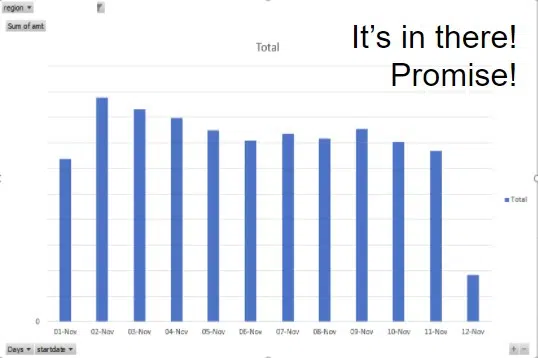 region
Sum of amt
It's in there!
Promise!
Total
Total
0
01-Nov 02-Nov 03-Nov 04-Nov 05-Nov 06-Nov 07-Nov 08-Nov 09-Nov 10-Nov 11-Nov 12-Nov
Days startdate
+ −